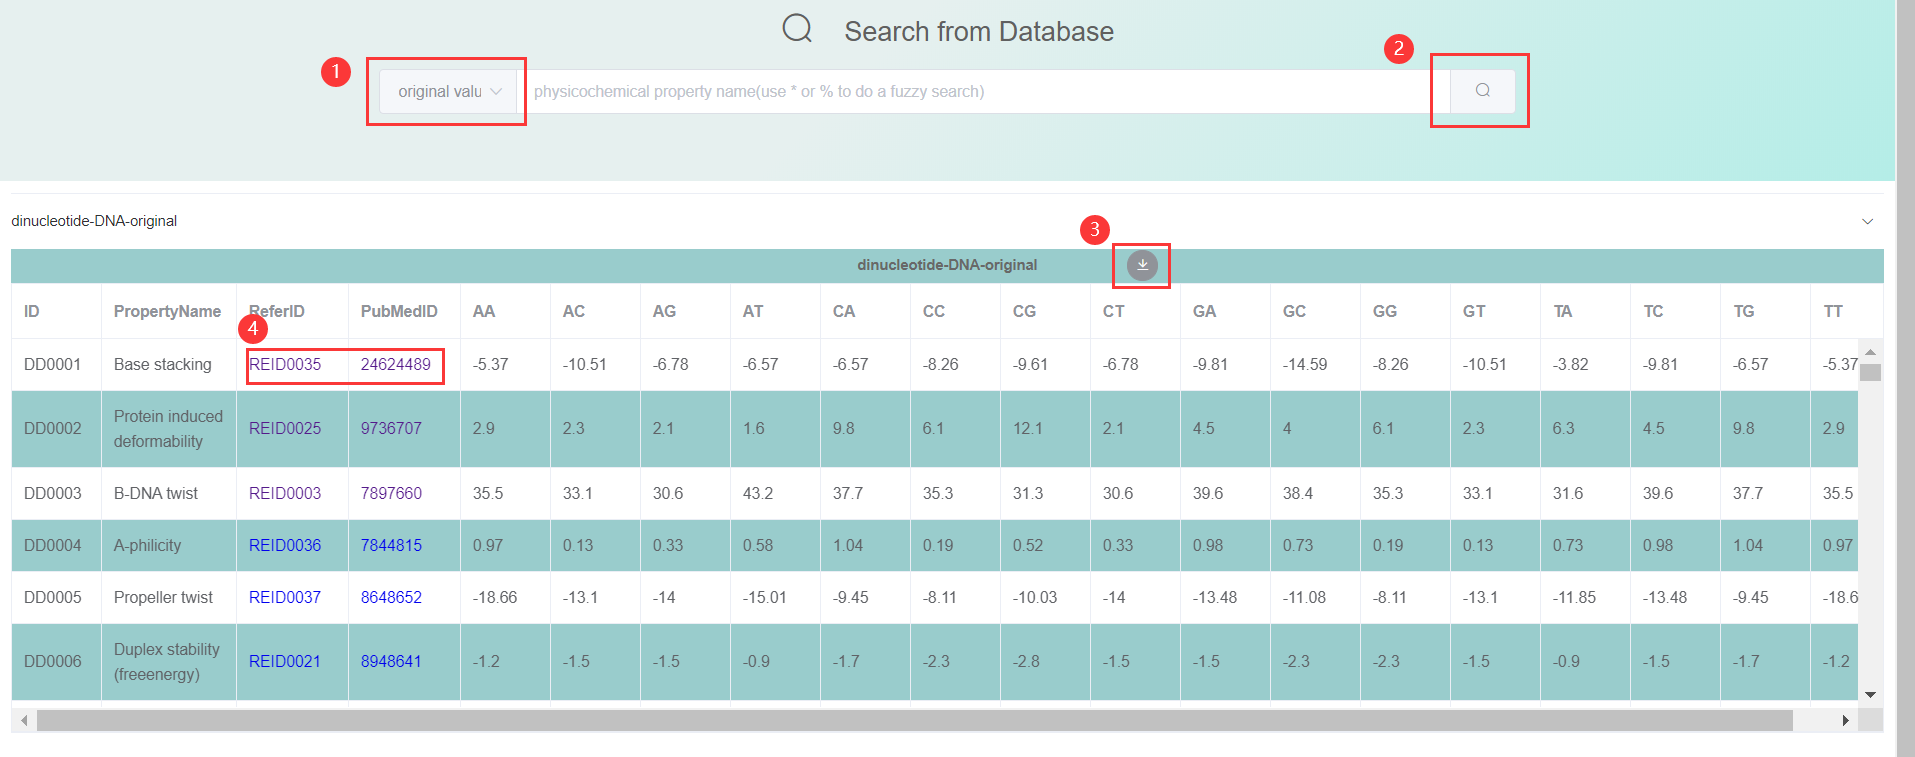 Search from Database
1
2
original valu
physicochemical property name(use * or % to do a fuzzy search)
dinucleotide-DNA-original
3
dinucleotide-DNA-original
ID PropertyName ReferID PubMedID AA AC AG AT CA CC CG CT GA GC GG GT TA TC TG TT
4
DD0001 Base stacking REID0035 24624489 -5.37 -10.51 -6.78 -6.57 -6.57 -8.26 -9.61 -6.78 -9.81 -14.59 -8.26 -10.51 -3.82 -9.81 -6.57 -5.37
DD0002 Protein induced deformability REID0025 9736707 2.9 2.3 2.1 1.6 9.8 6.1 12.1 2.1 4.5 4 6.1 2.3 6.3 4.5 9.8 2.9
DD0003 B-DNA twist REID0003 7897660 35.5 33.1 30.6 43.2 37.7 35.3 31.3 30.6 39.6 38.4 35.3 33.1 31.6 39.6 37.7 35.5
DD0004 A-philicity REID0036 7844815 0.97 0.13 0.33 0.58 1.04 0.19 0.52 0.33 0.98 0.73 0.19 0.13 0.73 0.98 1.04 0.97
DD0005 Propeller twist REID0037 8648652 -18.66 -13.1 -14 -15.01 -9.45 -8.11 -10.03 -14 -13.48 -11.08 -8.11 -13.1 -11.85 -13.48 -9.45 -18.6
DD0006 Duplex stability (freeenergy) REID0021 8948641 -1.2 -1.5 -1.5 -0.9 -1.7 -2.3 -2.8 -1.5 -1.5 -2.3 -2.3 -1.5 -0.9 -1.5 -1.7 -1.2